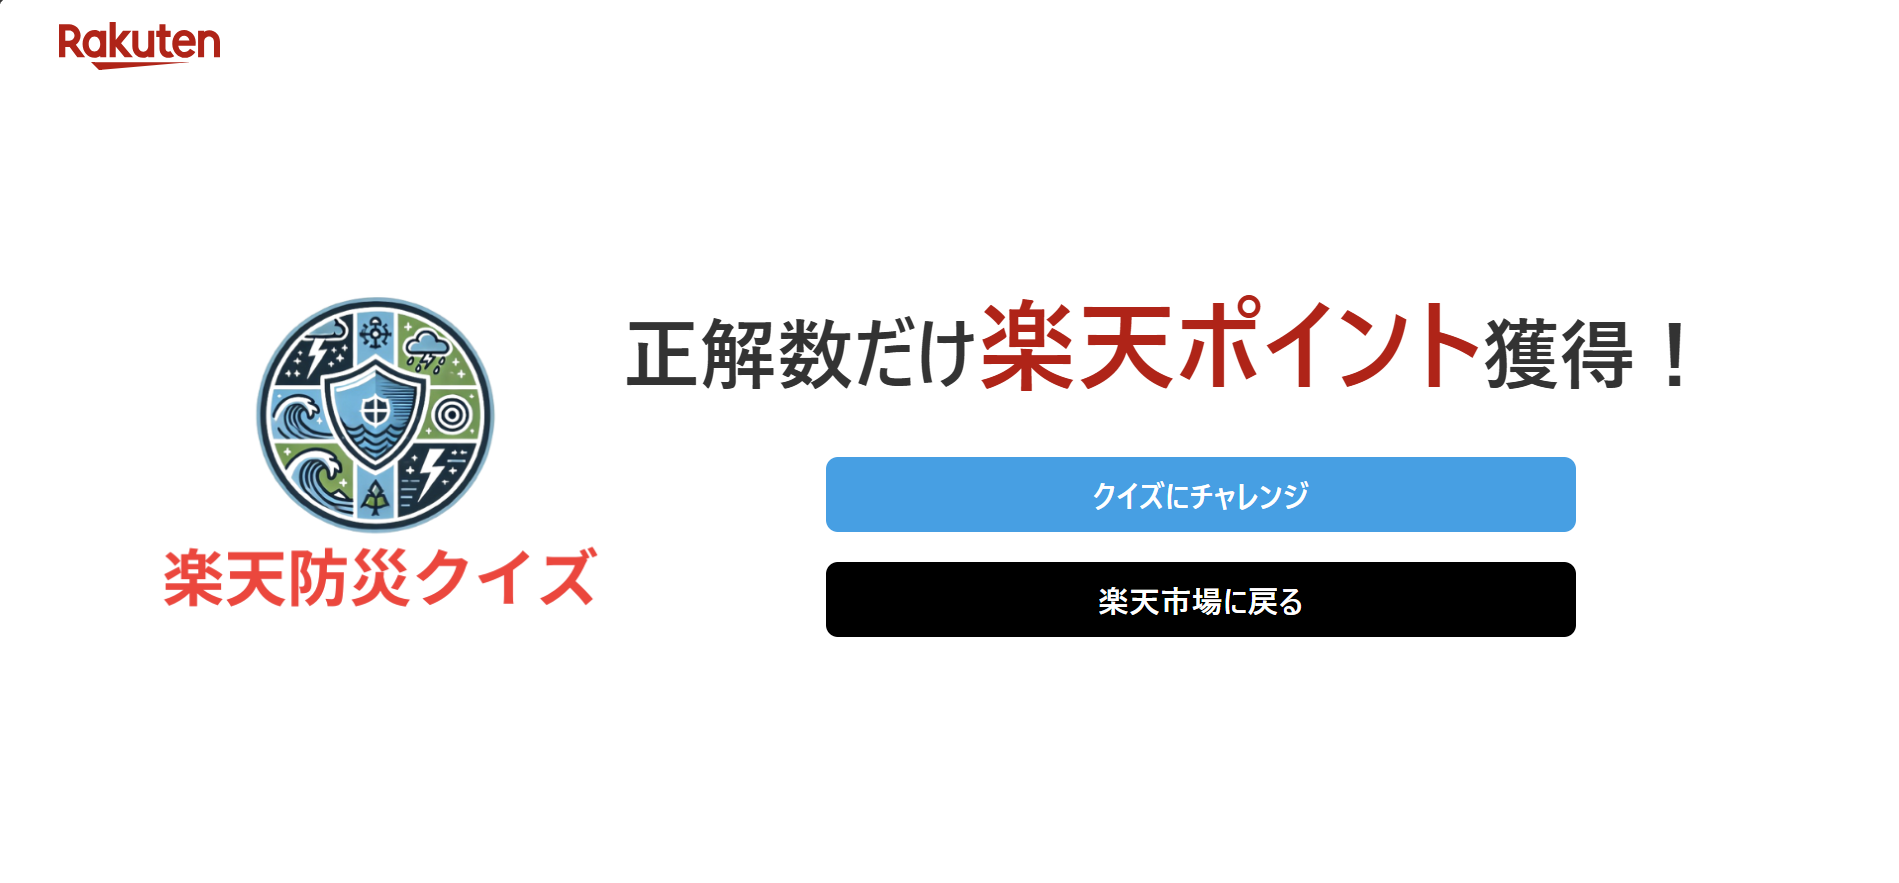 Rakuten
正解数だけ楽天ポイント獲得！
クイズにチャレンジ
楽天市場に戻る
楽天防災クイズ